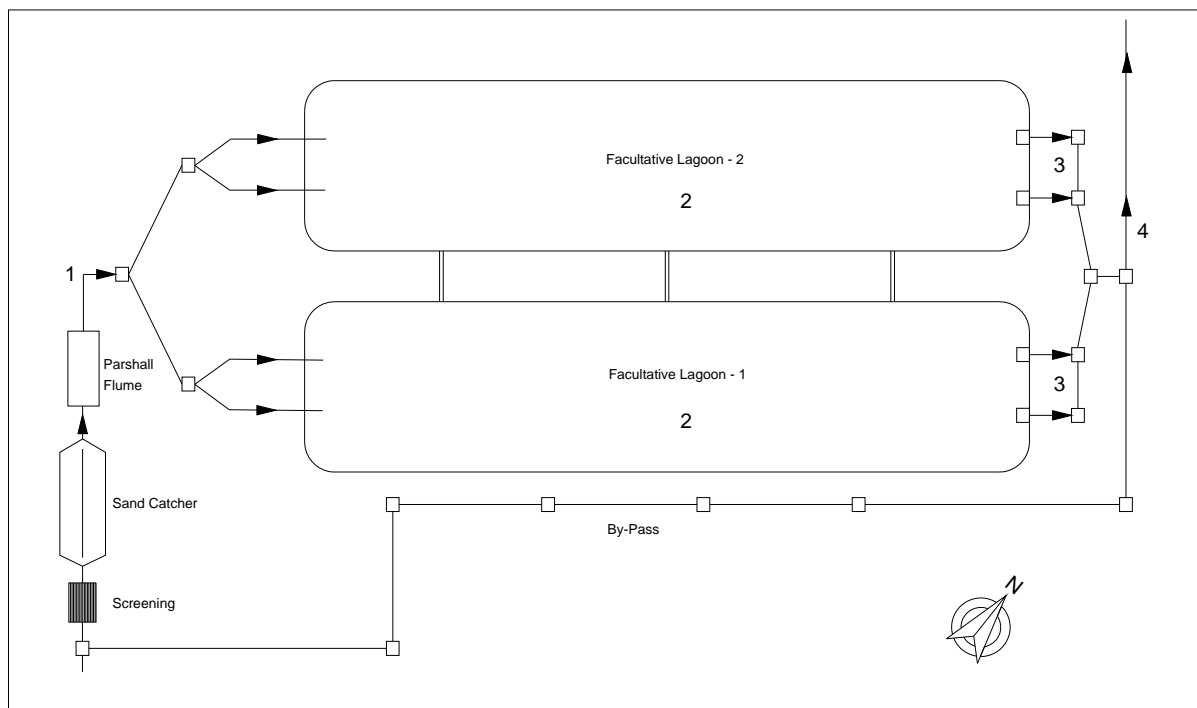 Facultative Lagoon - 2
2
3
4
1
Parshall
Flume
Facultative Lagoon - 1
2
3
Sand Catcher
By-Pass
Screening
N